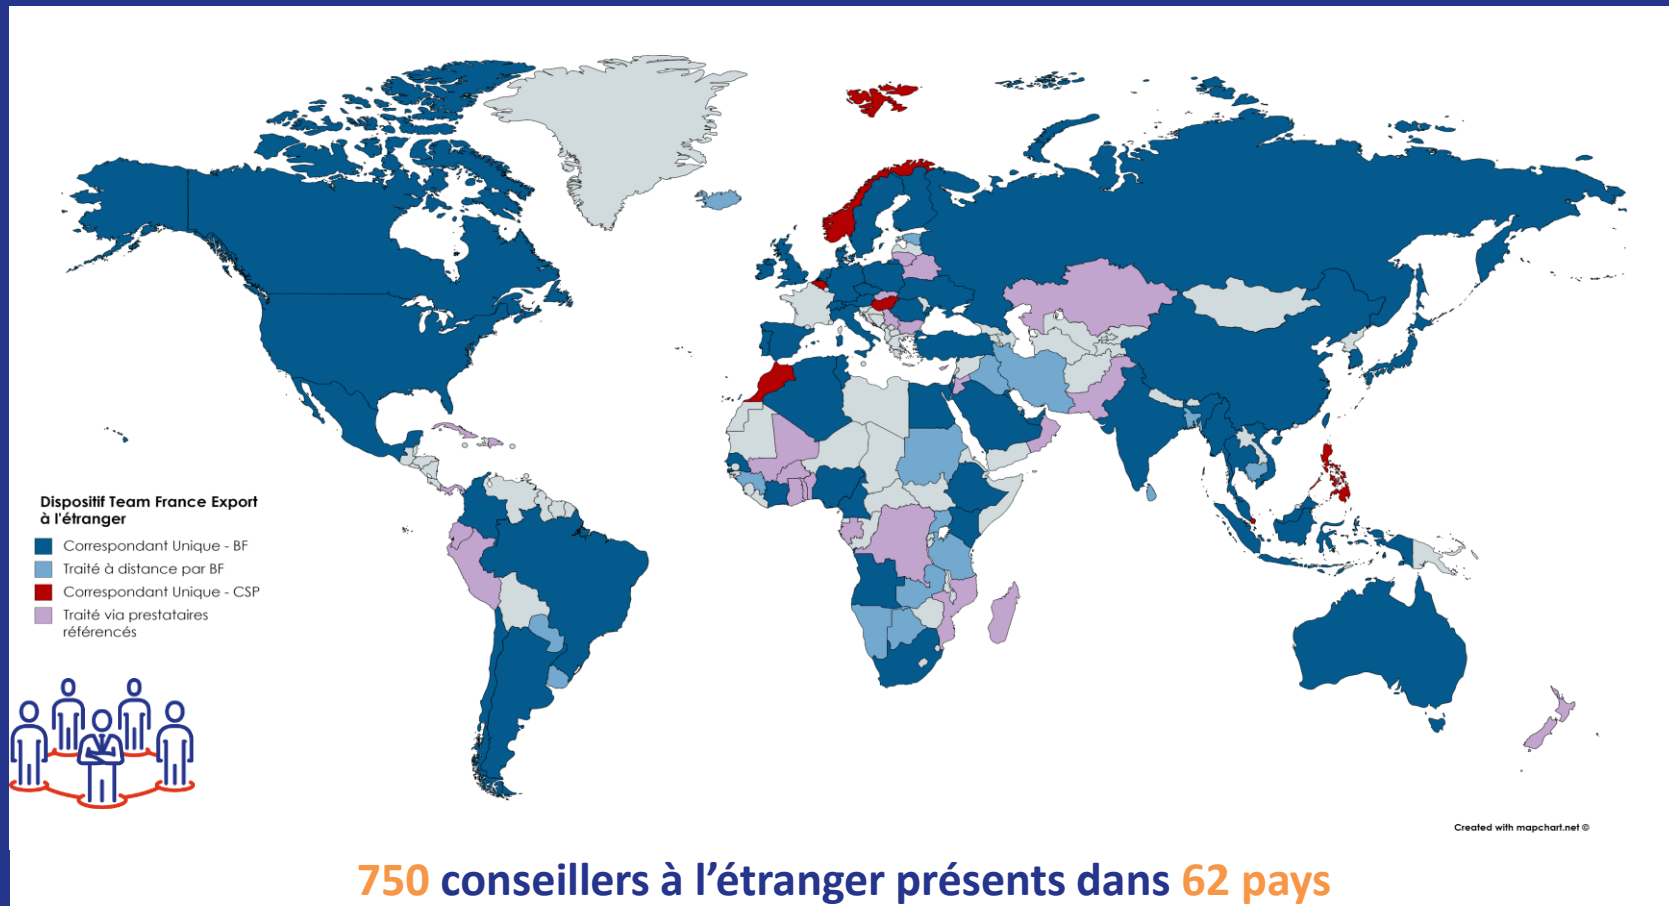 Dispositif Team France Export
à l'étranger
Correspondant Unique - BF
Traité à distance par BF
Correspondant Unique - CSP
Traité via prestataires
référencés
Created with mapchart.net ©
750 conseillers à l’étranger présents dans 62 pays